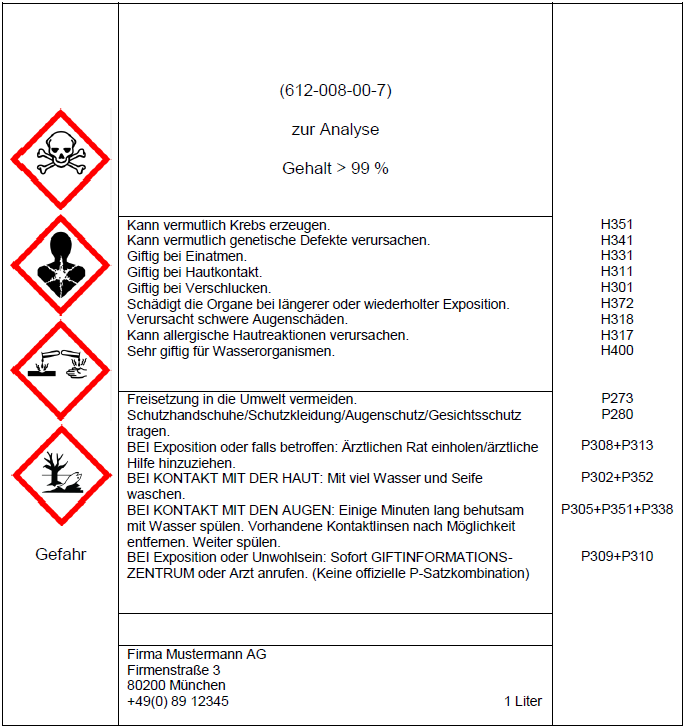 (612-008-00-7)
zur Analyse
Gehalt > 99 %
Kann vermutlich Krebs erzeugen. H351
Kann vermutlich genetische Defekte verursachen. H341
Giftig bei Einatmen. H331
Giftig bei Hautkontakt. H311
Giftig bei Verschlucken. H301
Schädigt die Organe bei längerer oder wiederholter Exposition. H372
Verursacht schwere Augenschäden. H318
Kann allergische Hautreaktionen verursachen. H317
Sehr giftig für Wasserorganismen. H400
Freisetzung in die Umwelt vermeiden. P273
Schutzhandschuhe/Schutzkleidung/Augenschutz/Gesichtsschutz P280
tragen.
BEI Exposition oder falls betroffen: Ärztlichen Rat einholen/ärztliche P308+P313
Hilfe hinzuziehen.
BEI KONTAKT MIT DER HAUT: Mit viel Wasser und Seife P302+P352
waschen.
BEI KONTAKT MIT DEN AUGEN: Einige Minuten lang behutsam P305+P351+P338
mit Wasser spülen. Vorhandene Kontaktlinsen nach Möglichkeit
entfernen. Weiter spülen.
Gefahr
BEI Exposition oder Unwohlsein: Sofort GIFTINFORMATIONS- P309+P310
ZENTRUM oder Arzt anrufen. (Keine offizielle P-Satzkombination)
Firma Mustermann AG
Firmenstraße 3
80200 München
+49(0) 89 12345 1 Liter